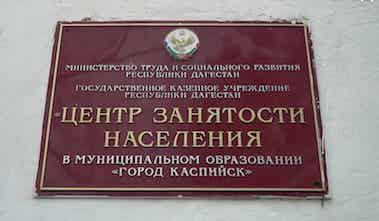 МИНИСТЕРСТВО ТРУДА И СОЦИАЛЬНОГО РАЗВИТИЯ
РЕСПУБЛИКИ ДАГЕСТАН
ГОСУДАРСТВЕННОЕ КАЗЕННОЕ УЧРЕЖДЕНИЕ
РЕСПУБЛИКИ ДАГЕСТАН
«ЦЕНТР ЗАНЯТОСТИ
НАСЕЛЕНИЯ
В МУНИЦИПАЛЬНОМ ОБРАЗОВАНИИ
«ГОРОД КАСПИЙСК»